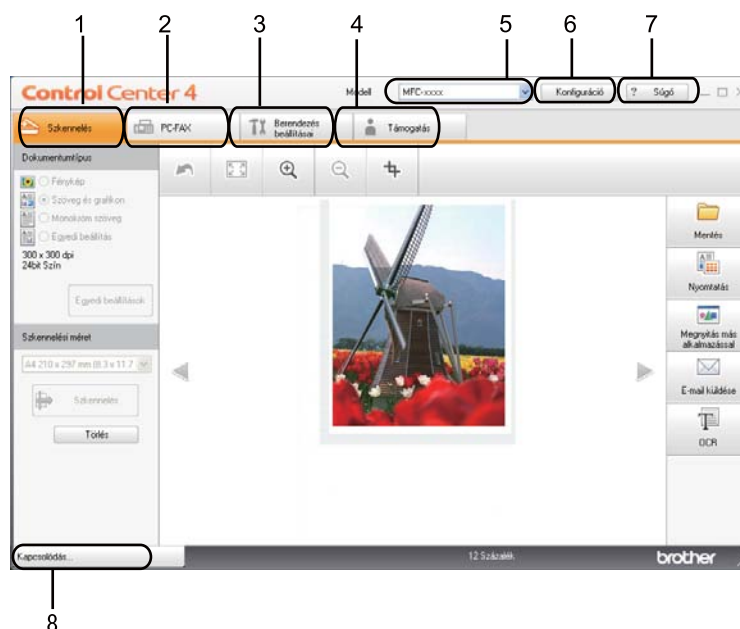 1 2 3 4 5 6 7
Control Center 4
Modell MFC-xxxx Konfiguráció ? Súgó
Szkennelés PC-FAX Berendezés beállításai Támogatás
Dokumentumtípus
Fénykép
Szöveg és grafikon
Monokróm szöveg
Egyedi beállítás
300 x 300 dpi
24bit Szín
Egyedi beállítások
Szkennelési méret
A4 210 x 297 mm (8.3 x 11.7
Szkennelés
Törlés
Mentés
Nyomtatás
Megnyitás más
alkalmazással
E-mail küldése
OCR
Kapcsolódás...
12 Százalék
brother
8